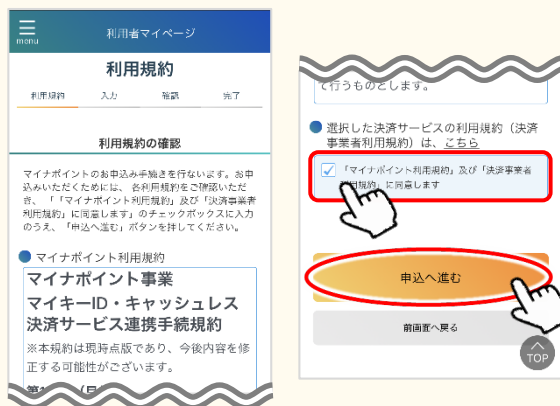 menu
利用者マイページ
利用規約
利用規約 入力 確認 完了
利用規約の確認
マイナポイントのお申込み手続きを行ないます。お申
込みいただくためには、各利用規約をご確認いただ
き、「「マイナポイント利用規約」及び「決済事業者
利用規約」に同意します」のチェックボックスに入力
のうえ、「申込へ進む」ボタンを押してください。
マイナポイント利用規約
マイナポイント事業
マイキーID・キャッシュレス
決済サービス連携手続規約
※本規約は現時点版であり、今後内容を修
正する可能性がございます。
て行うものとします。
選択した決済サービスの利用規約（決済
事業者利用規約）は、こちら
「マイナポイント利用規約」及び「決済事業者
利用規約」に同意します
申込へ進む
前画面へ戻る
TOP